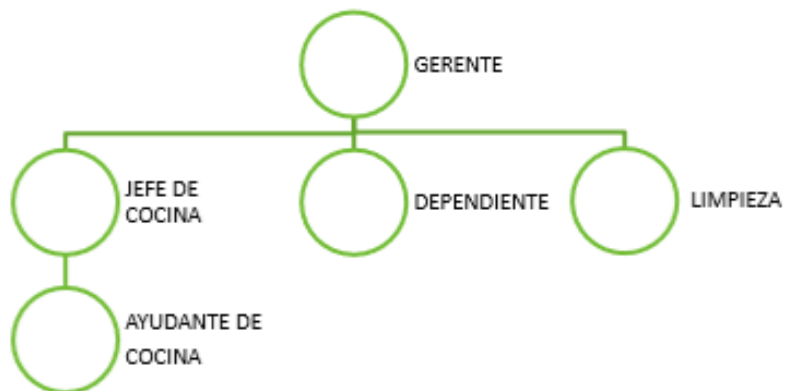 GERENTE
JEFE DE
COCINA
DEPENDIENTE
LIMPIEZA
AYUDANTE DE
COCINA